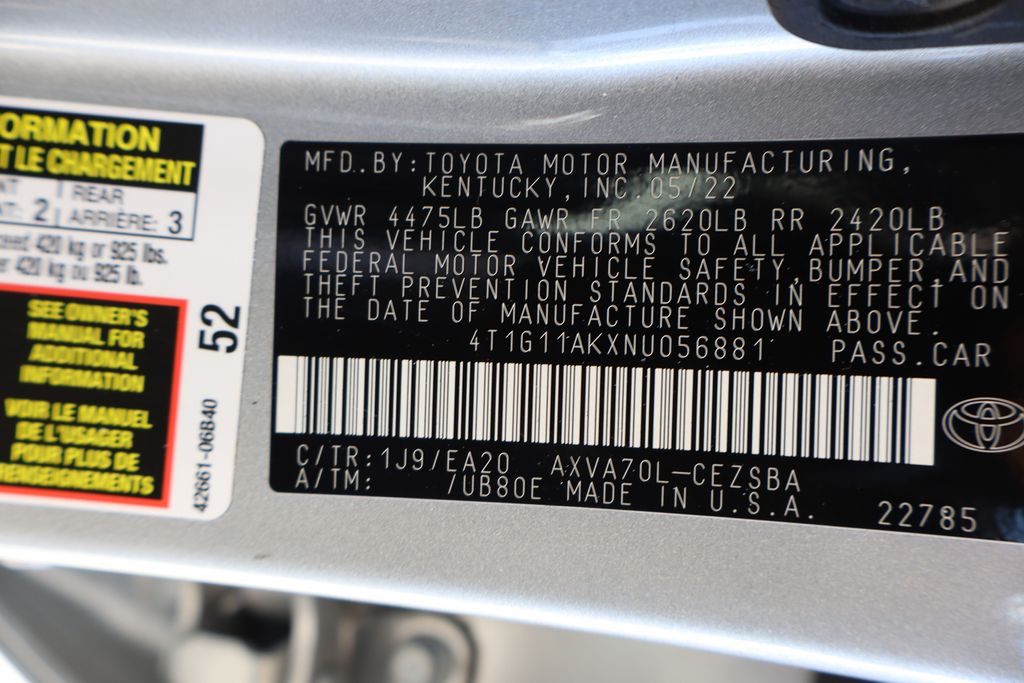 ORMATION
T LE CHARGEMENT
NT | REAR
AT: 2 | ARRIÈRE: 3
ceed 420 kg or 925 lbs.
er 420 kg ou 925 lb.
SEE OWNER'S
MANUAL FOR
ADDITIONAL
INFORMATION
VOIR LE MANUEL
DE L'USAGER
POUR PLUS DE
RENSEIGNEMENTS
52
42661-06B40
MFD. BY: TOYOTA MOTOR MANUFACTURING,
KENTUCKY, INC. 05/22
GVWR 4475LB GAWR FR 2620LB RR 2420LB
THIS VEHICLE CONFORMS TO ALL APPLICABLE
FEDERAL MOTOR VEHICLE SAFETY, BUMPER, AND
THEFT PREVENTION STANDARDS IN EFFECT ON
THE DATE OF MANUFACTURE SHOWN ABOVE.
4T1G11AKXNU056881 PASS.CAR
C/TR: 1J9/EA20 AXVA70L-CEZSBA
A/TM: /UB80E MADE IN U.S.A.
22785